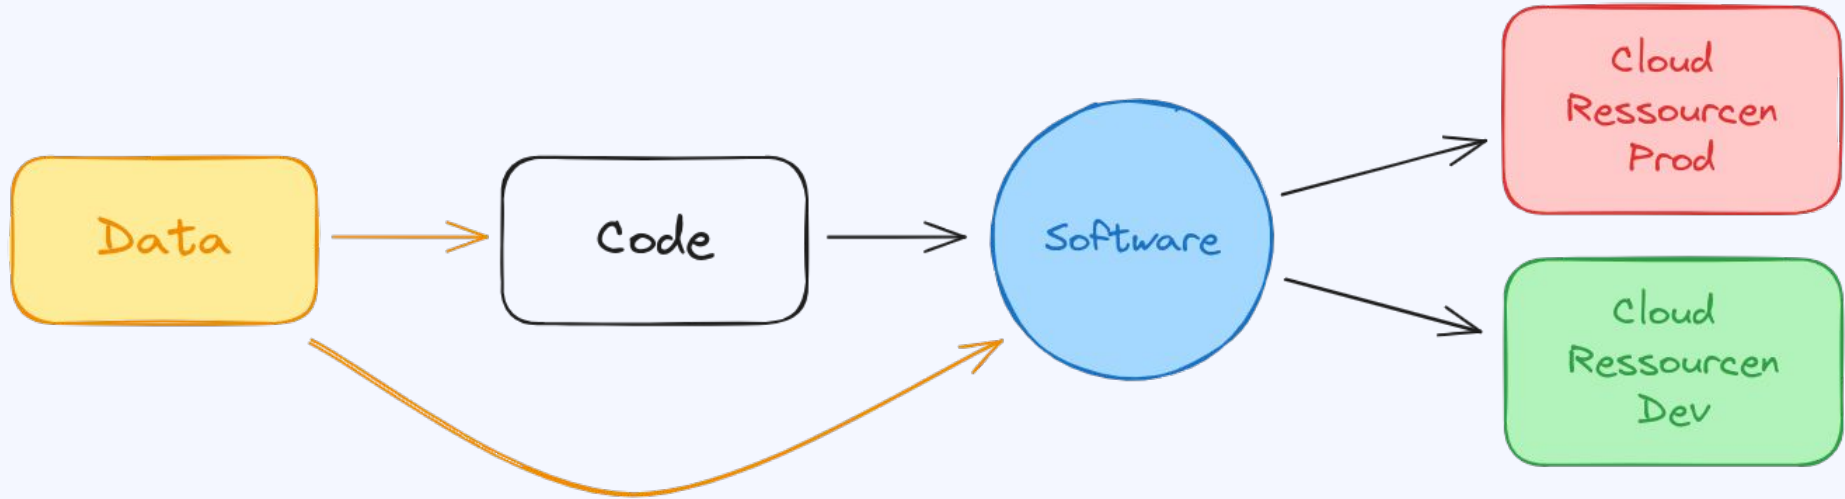 Data
Code
Software
Cloud
Ressourcen
Prod
Cloud
Ressourcen
Dev